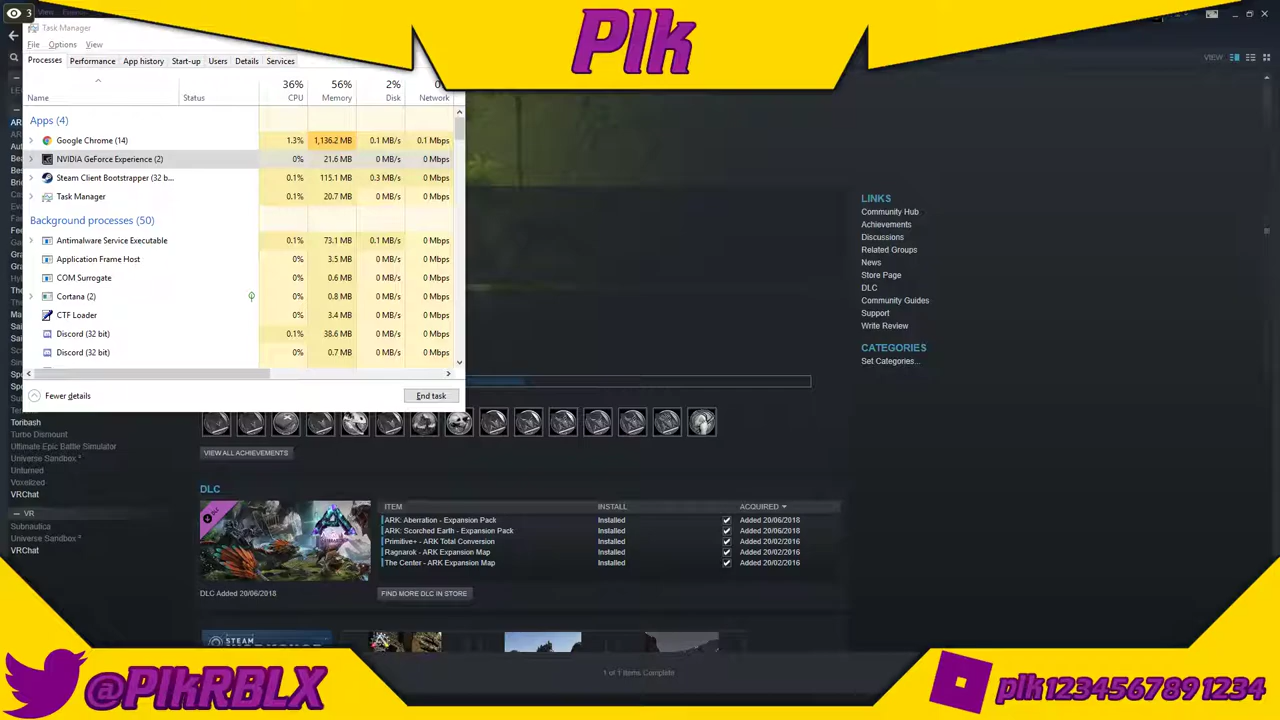 3
Plk
Task Manager
VIEW
File Options View
Processes Performance App history Start-up Users Details Services
36% 56% 2% 0
Name Status CPU Memory Disk Network
Apps (4)
Google Chrome (14) 1.3% 1,136.2 MB 0.1 MB/s 0.1 Mbps
NVIDIA GeForce Experience (2) 0% 21.6 MB 0 MB/s 0 Mbps
Steam Client Bootstrapper (32 b... 0.1% 115.1 MB 0.3 MB/s 0 Mbps
Task Manager 0.1% 20.7 MB 0 MB/s 0 Mbps
Background processes (50)
Antimalware Service Executable 0.1% 73.1 MB 0.1 MB/s 0 Mbps
Application Frame Host 0% 3.5 MB 0 MB/s 0 Mbps
COM Surrogate 0% 0.6 MB 0 MB/s 0 Mbps
Cortana (2) 0% 0.8 MB 0 MB/s 0 Mbps
CTF Loader 0% 3.4 MB 0 MB/s 0 Mbps
Discord (32 bit) 0.1% 38.6 MB 0 MB/s 0 Mbps
Discord (32 bit) 0% 0.7 MB 0 MB/s 0 Mbps
Fewer details End task
LINKS
Community Hub
Achievements
Discussions
Related Groups
News
Store Page
DLC
Community Guides
Support
Write Review
CATEGORIES
Set Categories...
Toribash
Turbo Dismount
Ultimate Epic Battle Simulator
Universe Sandbox ²
Unturned
Voxelized
VRChat
VR
Subnautica
Universe Sandbox ²
VRChat
VIEW ALL ACHIEVEMENTS
DLC
ITEM INSTALL ACQUIRED
ARK: Aberration - Expansion Pack Installed Added 20/06/2018
ARK: Scorched Earth - Expansion Pack Installed Added 20/06/2018
Primitive+ - ARK Total Conversion Installed Added 20/02/2016
Ragnarok - ARK Expansion Map Installed Added 20/02/2016
The Center - ARK Expansion Map Installed Added 20/02/2016
DLC Added 20/06/2018
FIND MORE DLC IN STORE
STEAM
1 of 1 Items Complete
@PlkRBLX
plk1234567891234